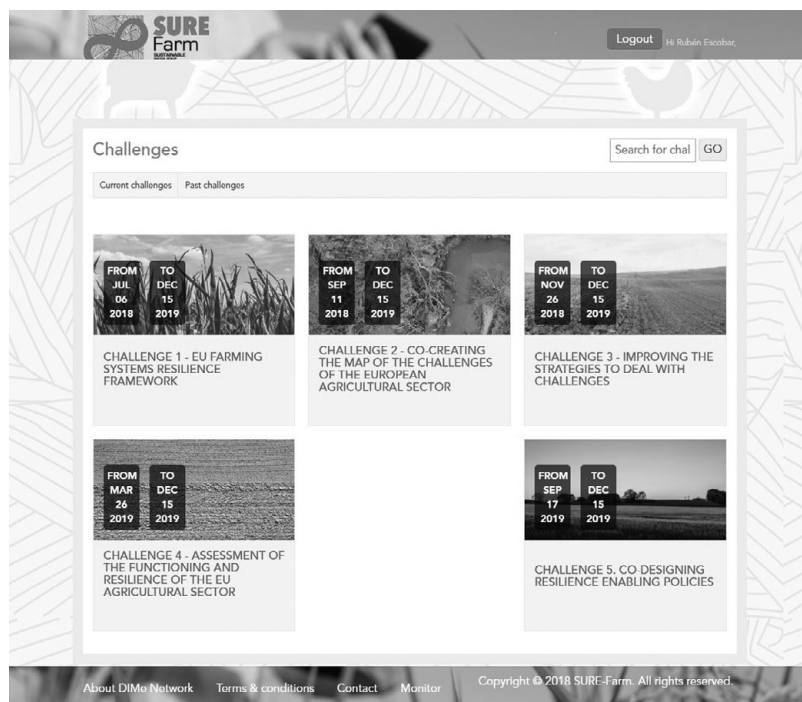 SURE
Farm
SUSTAINABLE
Logout
Hi Rubén Escobar,
Challenges
Search for chal
GO
Current challenges
Past challenges
FROM TO
JUL DEC
06 15
2018 2019
CHALLENGE 1 - EU FARMING
SYSTEMS RESILIENCE
FRAMEWORK
FROM TO
SEP DEC
11 15
2018 2019
CHALLENGE 2 - CO-CREATING
THE MAP OF THE CHALLENGES
OF THE EUROPEAN
AGRICULTURAL SECTOR
FROM TO
NOV DEC
26 15
2018 2019
CHALLENGE 3 - IMPROVING THE
STRATEGIES TO DEAL WITH
CHALLENGES
FROM TO
MAR DEC
26 15
2019 2019
CHALLENGE 4 - ASSESSMENT OF
THE FUNCTIONING AND
RESILIENCE OF THE EU
AGRICULTURAL SECTOR
FROM TO
SEP DEC
17 15
2019 2019
CHALLENGE 5. CO-DESIGNING
RESILIENCE ENABLING POLICIES
About DIMe Network Terms & conditions Contact Monitor
Copyright © 2018 SURE-Farm. All rights reserved.